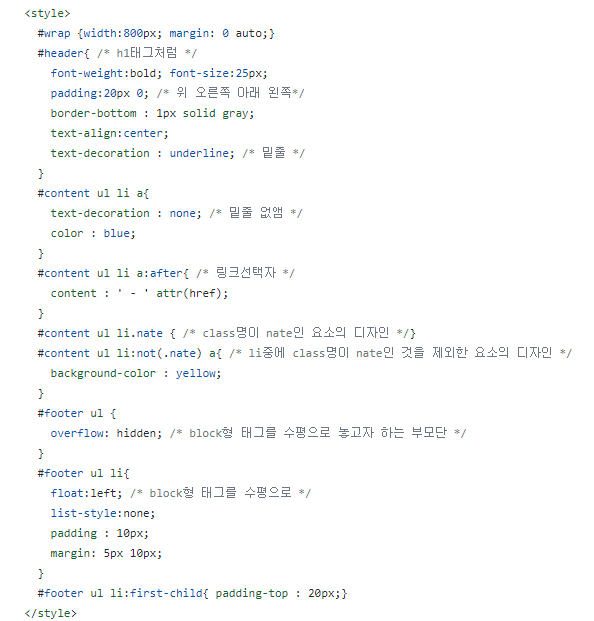 <style>
#wrap {width:800px; margin: 0 auto;}
#header{ /* h1태그처럼 */
font-weight:bold; font-size:25px;
padding:20px 0; /* 위 오른쪽 아래 왼쪽*/
border-bottom : 1px solid gray;
text-align:center;
text-decoration : underline; /* 밑줄 */
}
#content ul li a{
text-decoration : none; /* 밑줄 없앰 */
color : blue;
}
#content ul li a:after{ /* 링크선택자 */
content : ' - ' attr(href);
}
#content ul li.nate { /* class명이 nate인 요소의 디자인 */}
#content ul li:not(.nate) a{ /* li중에 class명이 nate인 것을 제외한 요소의 디자인 */
background-color : yellow;
}
#footer ul {
overflow: hidden; /* block형 태그를 수평으로 놓고자 하는 부모단 */
}
#footer ul li{
float:left; /* block형 태그를 수평으로 */
list-style:none;
padding : 10px;
margin: 5px 10px;
}
#footer ul li:first-child{ padding-top : 20px;}
</style>